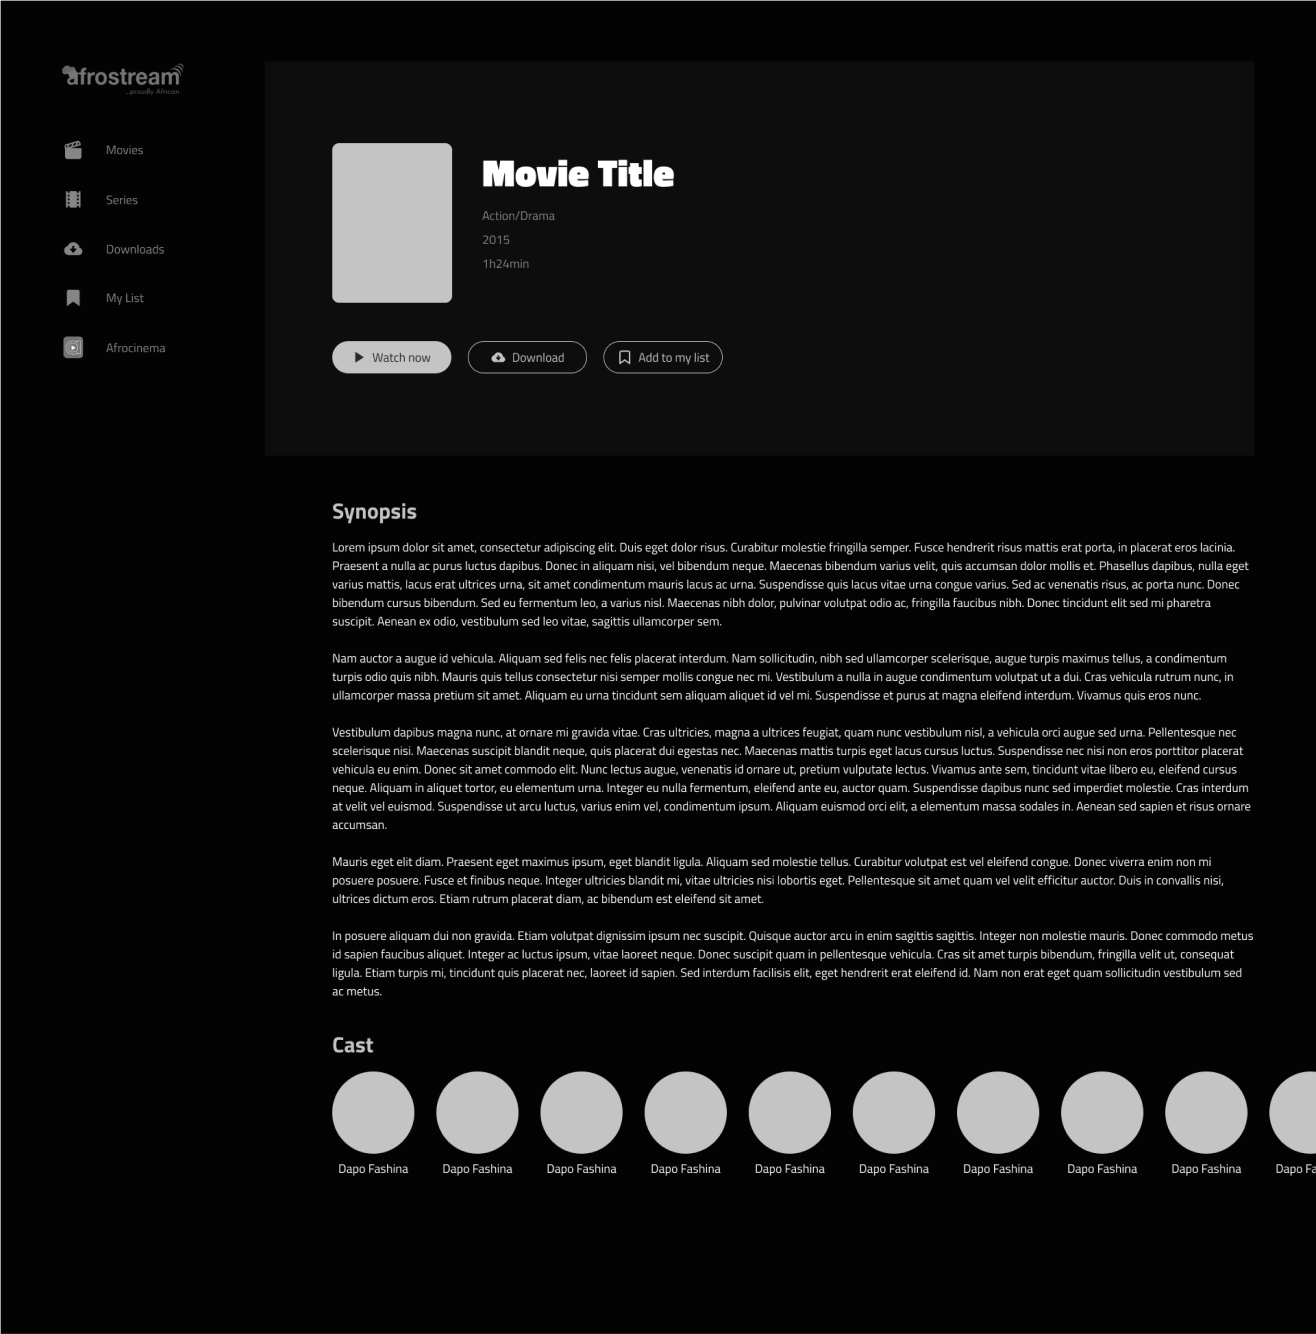 afrostream
...proudly African
Movies
Series
Downloads
My List
Afrocinema
Movie Title
Action/Drama
2015
1h24min
Watch now
Download
Add to my list
Synopsis
Lorem ipsum dolor sit amet, consectetur adipiscing elit. Duis eget dolor risus. Curabitur molestie fringilla semper. Fusce hendrerit risus mattis erat porta, in placerat eros lacinia.
Praesent a nulla ac purus luctus dapibus. Donec in aliquam nisi, vel bibendum neque. Maecenas bibendum varius velit, quis accumsan dolor mollis et. Phasellus dapibus, nulla eget
varius mattis, lacus erat ultrices urna, sit amet condimentum mauris lacus ac urna. Suspendisse quis lacus vitae urna congue varius. Sed ac venenatis risus, ac porta nunc. Donec
bibendum cursus bibendum. Sed eu fermentum leo, a varius nisl. Maecenas nibh dolor, pulvinar volutpat odio ac, fringilla faucibus nibh. Donec tincidunt elit sed mi pharetra
suscipit. Aenean ex odio, vestibulum sed leo vitae, sagittis ullamcorper sem.
Nam auctor a augue id vehicula. Aliquam sed felis nec felis placerat interdum. Nam sollicitudin, nibh sed ullamcorper scelerisque, augue turpis maximus tellus, a condimentum
turpis odio quis nibh. Mauris quis tellus consectetur nisi semper mollis congue nec mi. Vestibulum a nulla in augue condimentum volutpat ut a dui. Cras vehicula rutrum nunc, in
ullamcorper massa pretium sit amet. Aliquam eu urna tincidunt sem aliquam aliquet id vel mi. Suspendisse et purus at magna eleifend interdum. Vivamus quis eros nunc.
Vestibulum dapibus magna nunc, at ornare mi gravida vitae. Cras ultricies, magna a ultrices feugiat, quam nunc vestibulum nisl, a vehicula orci augue sed urna. Pellentesque nec
scelerisque nisi. Maecenas suscipit blandit neque, quis placerat dui egestas nec. Maecenas mattis turpis eget lacus cursus luctus. Suspendisse nec nisi non eros porttitor placerat
vehicula eu enim. Donec sit amet commodo elit. Nunc lectus augue, venenatis id ornare ut, pretium vulputate lectus. Vivamus ante sem, tincidunt vitae libero eu, eleifend cursus
neque. Aliquam in aliquet tortor, eu elementum urna. Integer eu nulla fermentum, eleifend ante eu, auctor quam. Suspendisse dapibus nunc sed imperdiet molestie. Cras interdum
at velit vel euismod. Suspendisse ut arcu luctus, varius enim vel, condimentum ipsum. Aliquam euismod orci elit, a elementum massa sodales in. Aenean sed sapien et risus ornare
accumsan.
Mauris eget elit diam. Praesent eget maximus ipsum, eget blandit ligula. Aliquam sed molestie tellus. Curabitur volutpat est vel eleifend congue. Donec viverra enim non mi
posuere posuere. Fusce et finibus neque. Integer ultricies blandit mi, vitae ultricies nisi lobortis eget. Pellentesque sit amet quam vel velit efficitur auctor. Duis in convallis nisi,
ultrices dictum eros. Etiam rutrum placerat diam, ac bibendum est eleifend sit amet.
In posuere aliquam dui non gravida. Etiam volutpat dignissim ipsum nec suscipit. Quisque auctor arcu in enim sagittis sagittis. Integer non molestie mauris. Donec commodo metus
id sapien faucibus aliquet. Integer ac luctus ipsum, vitae laoreet neque. Donec suscipit quam in pellentesque vehicula. Cras sit amet turpis bibendum, fringilla velit ut, consequat
ligula. Etiam turpis mi, tincidunt quis placerat nec, laoreet id sapien. Sed interdum facilisis elit, eget hendrerit erat eleifend id. Nam non erat eget quam sollicitudin vestibulum sed
ac metus.
Cast
Dapo Fashina Dapo Fashina Dapo Fashina Dapo Fashina Dapo Fashina Dapo Fashina Dapo Fashina Dapo Fashina Dapo Fashina Dapo Fa